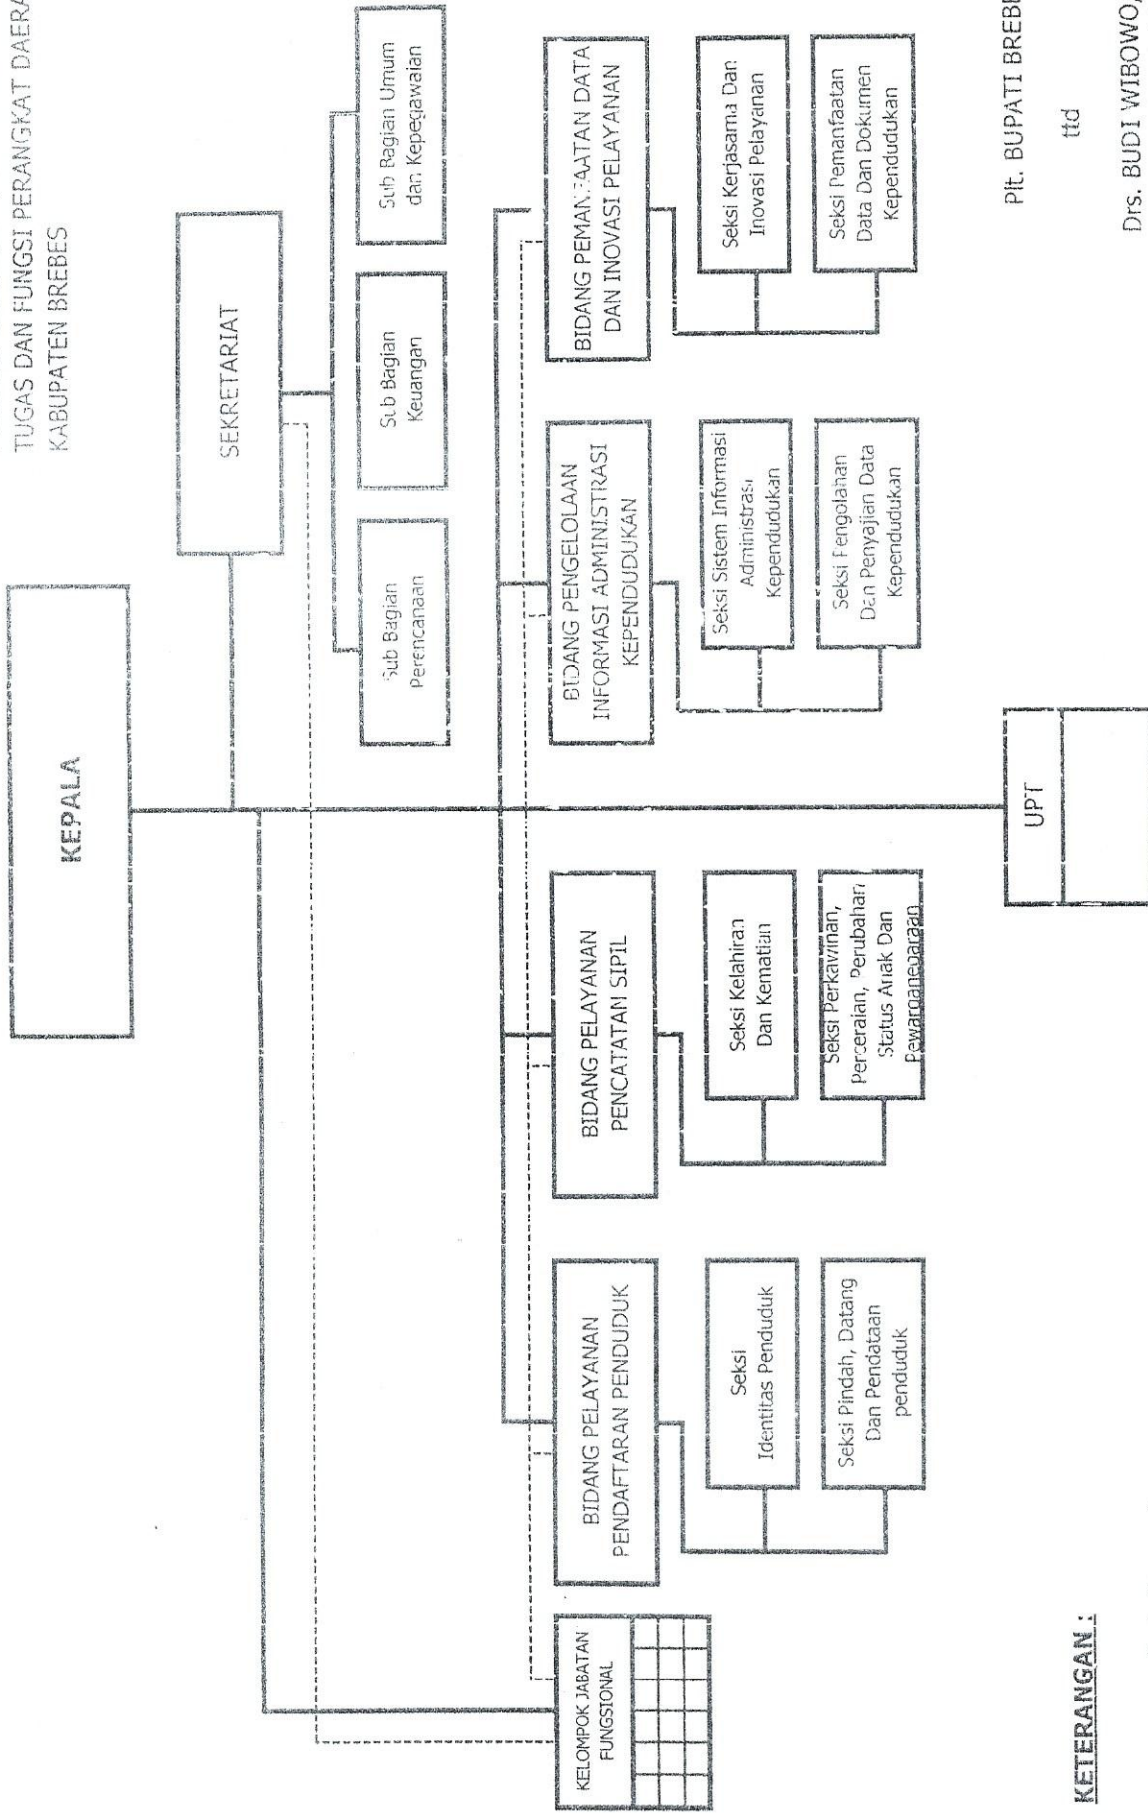 TUGAS DAN FUNGSI PERANGKAT
KABUPATEN BREBES
KEPALA
SEKRETARIAT
Sub Bagian
Perencanaan
Sub Bagian
Keuangan
Sub Bagian Umum
dan Kepegawaian
KELOMPOK JABATAN
FUNGSIONAL
BIDANG PELAYANAN
PENDAFTARAN PENDUDUK
Seksi
Identitas Penduduk
Seksi Pindah, Datang
Dan Pendataan
penduduk
BIDANG PELAYANAN
PENCATATAN SIPIL
Seksi Kelahiran
Dan Kematian
Seksi Perkawinan,
Perceraian, Perubahan
Status Anak Dan
Pewarganegaraan
BIDANG PENGELOLAAN
INFORMASI ADMINISTRASI
KEPENDUDUKAN
Seksi Sistem Informasi
Administrasi
Kependudukan
Seksi Pengolahan
Dan Penyajian Data
Kependudukan
BIDANG PEMANFAATAN DATA
DAN INOVASI PELAYANAN
Seksi Kerjasama Dan
Inovasi Pelayanan
Seksi Pemanfaatan
Data Dan Dokumen
Kependudukan
UPT
KETERANGAN :
Plt. BUPATI
ttd
Drs. BUDI WIBOWO,